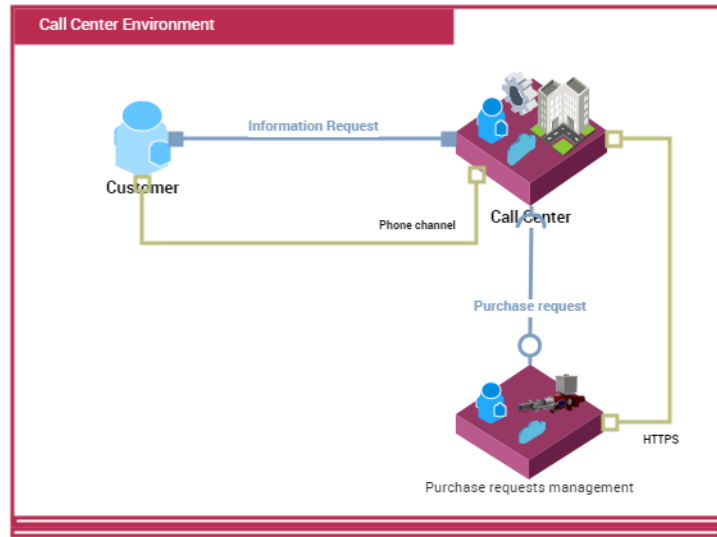 Call Center Environment
Information Request
Customer
Call Center
Phone channel
Purchase request
HTTPS
Purchase requests management